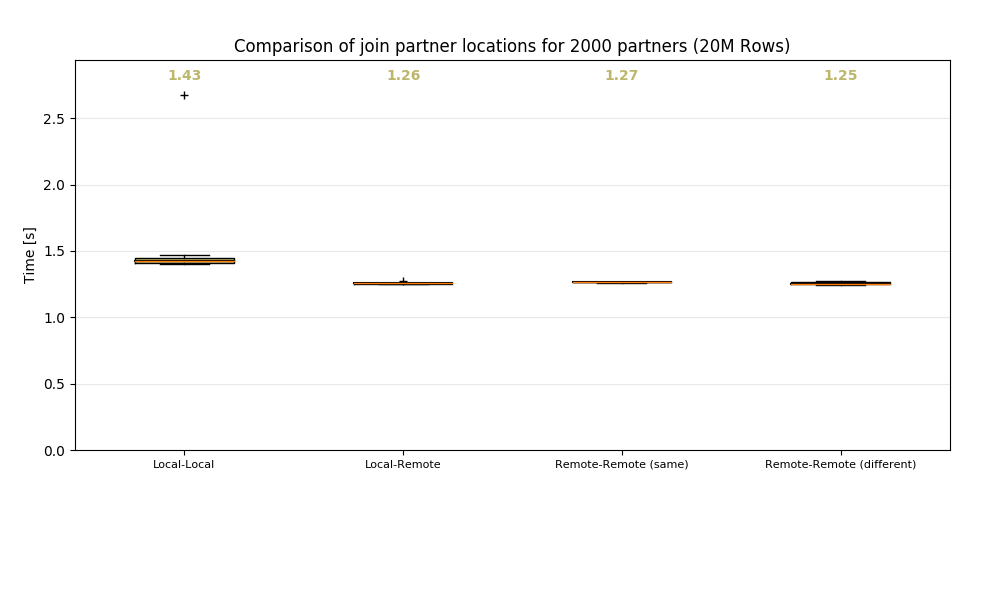 Comparison of join partner locations for 2000 partners (20M Rows)
1.43 1.26 1.27 1.25
2.5
2.0
1.5
1.0
0.5
0.0
Time [s]
Local-Local Local-Remote Remote-Remote (same) Remote-Remote (different)